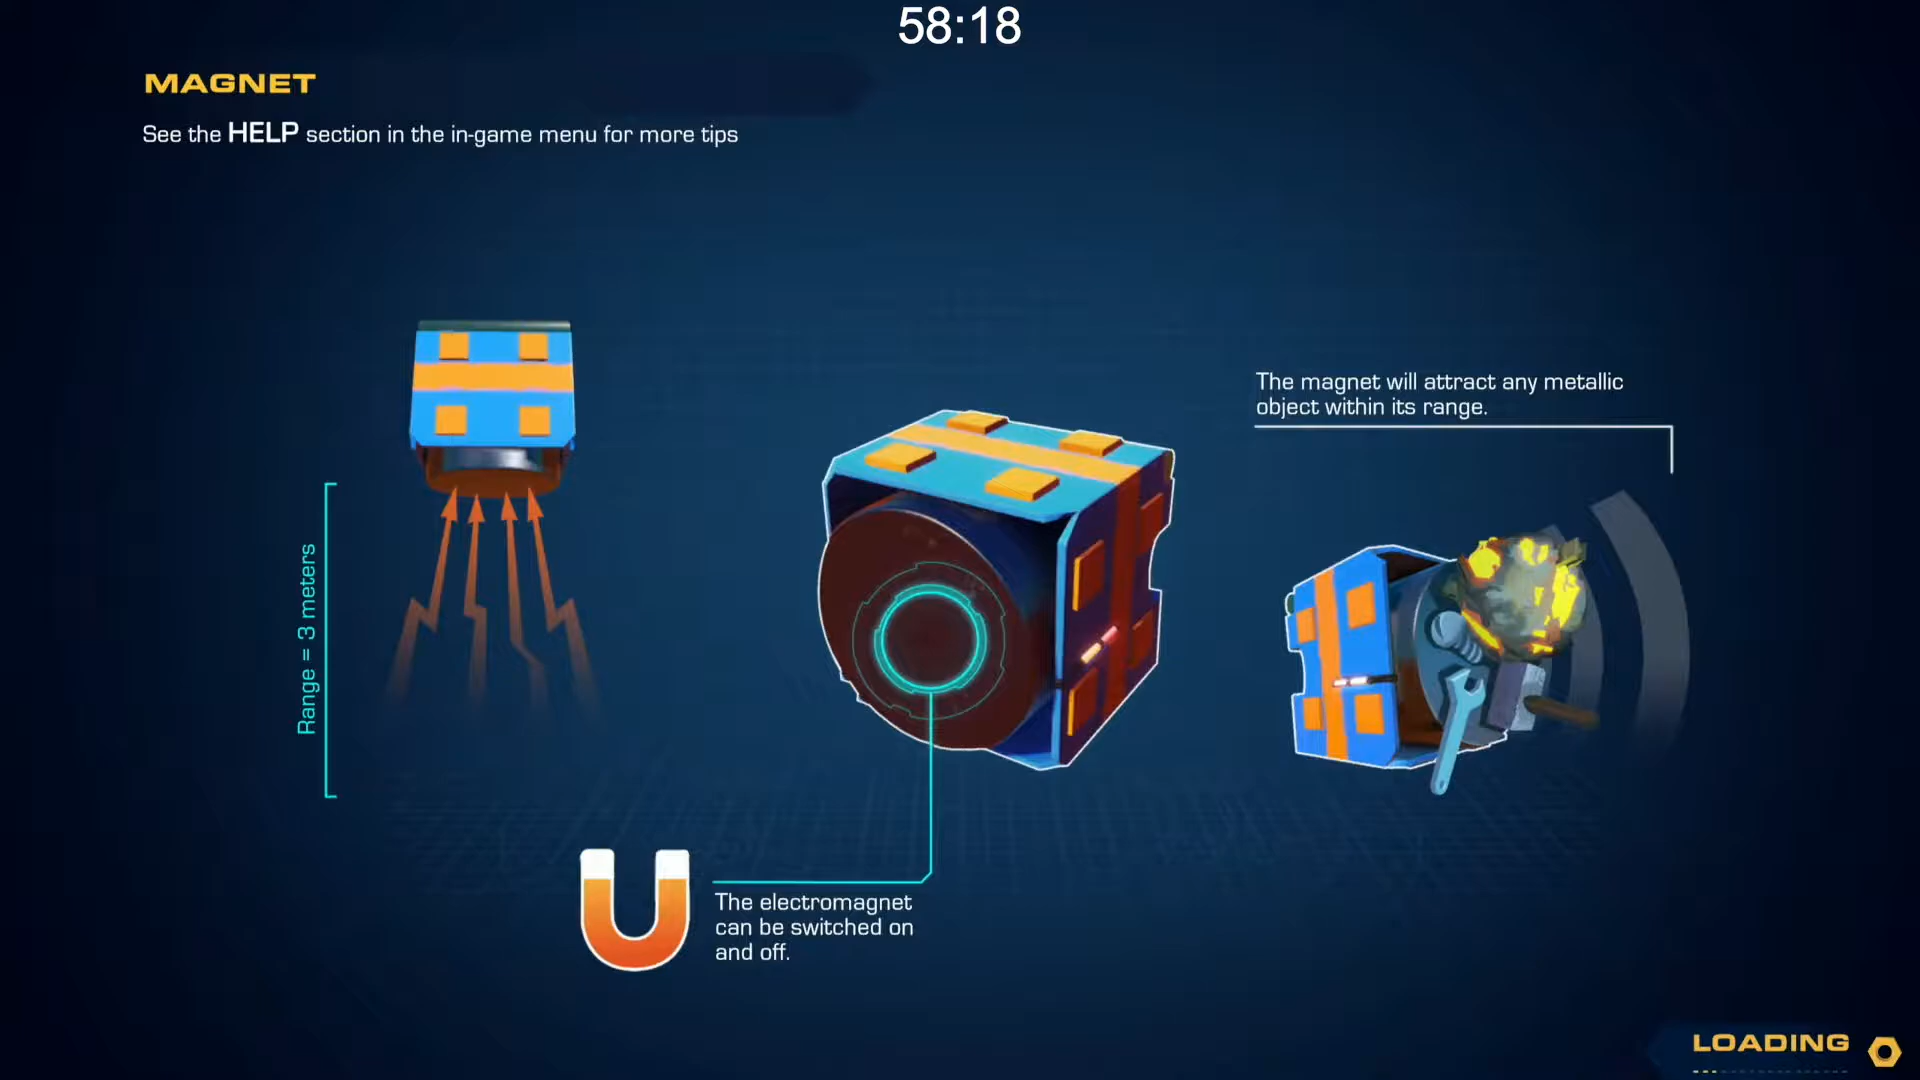 58:18
MAGNET
See the HELP section in the in-game menu for more tips
The magnet will attract any metallic
object within its range.
Range = 3 meters
The electromagnet
can be switched on
and off.
LOADING